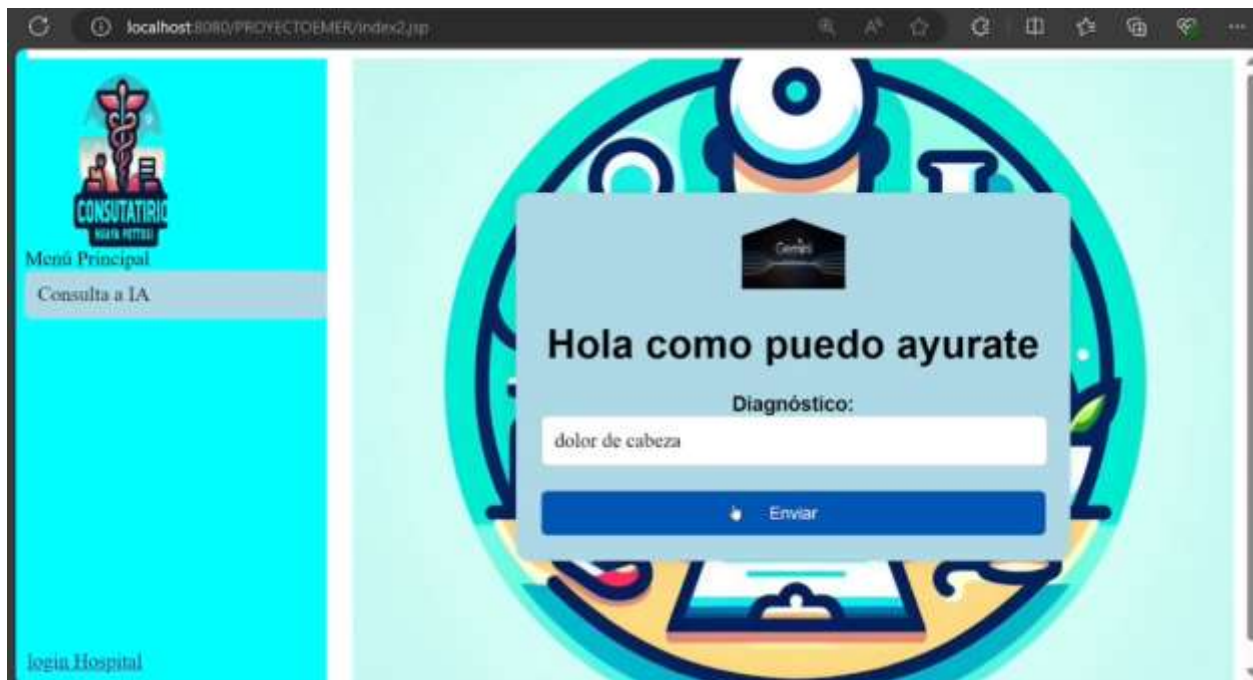 localhost:8080/PROYECTOEMER/index2.jsp
CONSUTATIRIO
Menú Principal
Consulta a IA
login Hospital
Gemini
Hola como puedo ayurate
Diagnóstico:
dolor de cabeza
Enviar